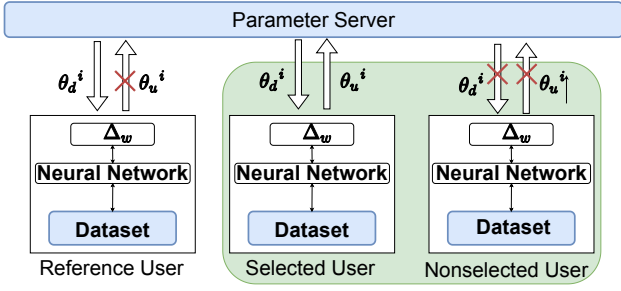 Parameter Server
θ_d^i θ_u^i θ_d^i θ_u^i θ_d^i θ_u^i↑
Δ_w Δ_w Δ_w
Neural Network Neural Network Neural Network
Dataset Dataset Dataset
Reference User Selected User Nonselected User